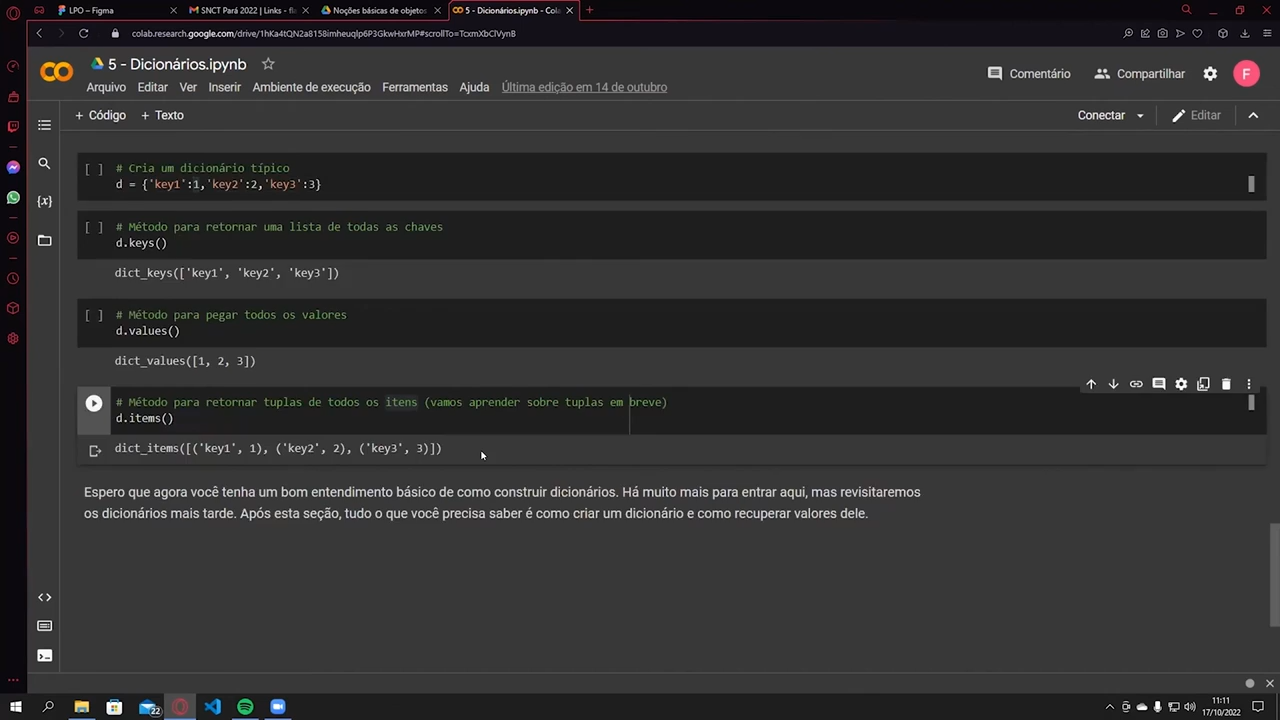 LPO – Figma
SNCT Pará 2022 | Links - fl
Noções básicas de objetos
5 - Dicionários.ipynb - Cola
colab.research.google.com/drive/1hKa4tQN2a8158imheuqIp6P3GkwHxrMP#scrollTo=TcxmXbCIVynB
5 - Dicionários.ipynb
Comentário
Compartilhar
F
Arquivo Editar Ver Inserir Ambiente de execução Ferramentas Ajuda Última edição em 14 de outubro
+ Código + Texto
Conectar
Editar
[ ] # Cria um dicionário típico
d = {'key1':1,'key2':2,'key3':3}
[ ] # Método para retornar uma lista de todas as chaves
d.keys()
dict_keys(['key1', 'key2', 'key3'])
[ ] # Método para pegar todos os valores
d.values()
dict_values([1, 2, 3])
# Método para retornar tuplas de todos os itens (vamos aprender sobre tuplas em breve)
d.items()
dict_items([('key1', 1), ('key2', 2), ('key3', 3)])
Espero que agora você tenha um bom entendimento básico de como construir dicionários. Há muito mais para entrar aqui, mas revisitaremos
os dicionários mais tarde. Após esta seção, tudo o que você precisa saber é como criar um dicionário e como recuperar valores dele.
22
11:11
17/10/2022